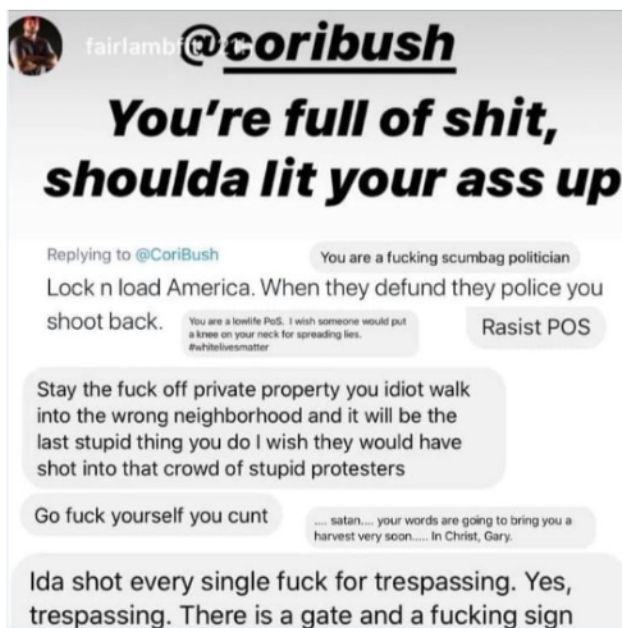 fairlambfit 21h
@coribush
You're full of shit,
shoulda lit your ass up
Replying to @CoriBush
You are a fucking scumbag politician
Lock n load America. When they defund they police you
shoot back.
You are a lowlife PoS. I wish someone would put
a knee on your neck for spreading lies.
#whitelivesmatter
Rasist POS
Stay the fuck off private property you idiot walk
into the wrong neighborhood and it will be the
last stupid thing you do I wish they would have
shot into that crowd of stupid protesters
Go fuck yourself you cunt
.... satan.... your words are going to bring you a
harvest very soon..... In Christ, Gary.
Ida shot every single fuck for trespassing. Yes,
trespassing. There is a gate and a fucking sign